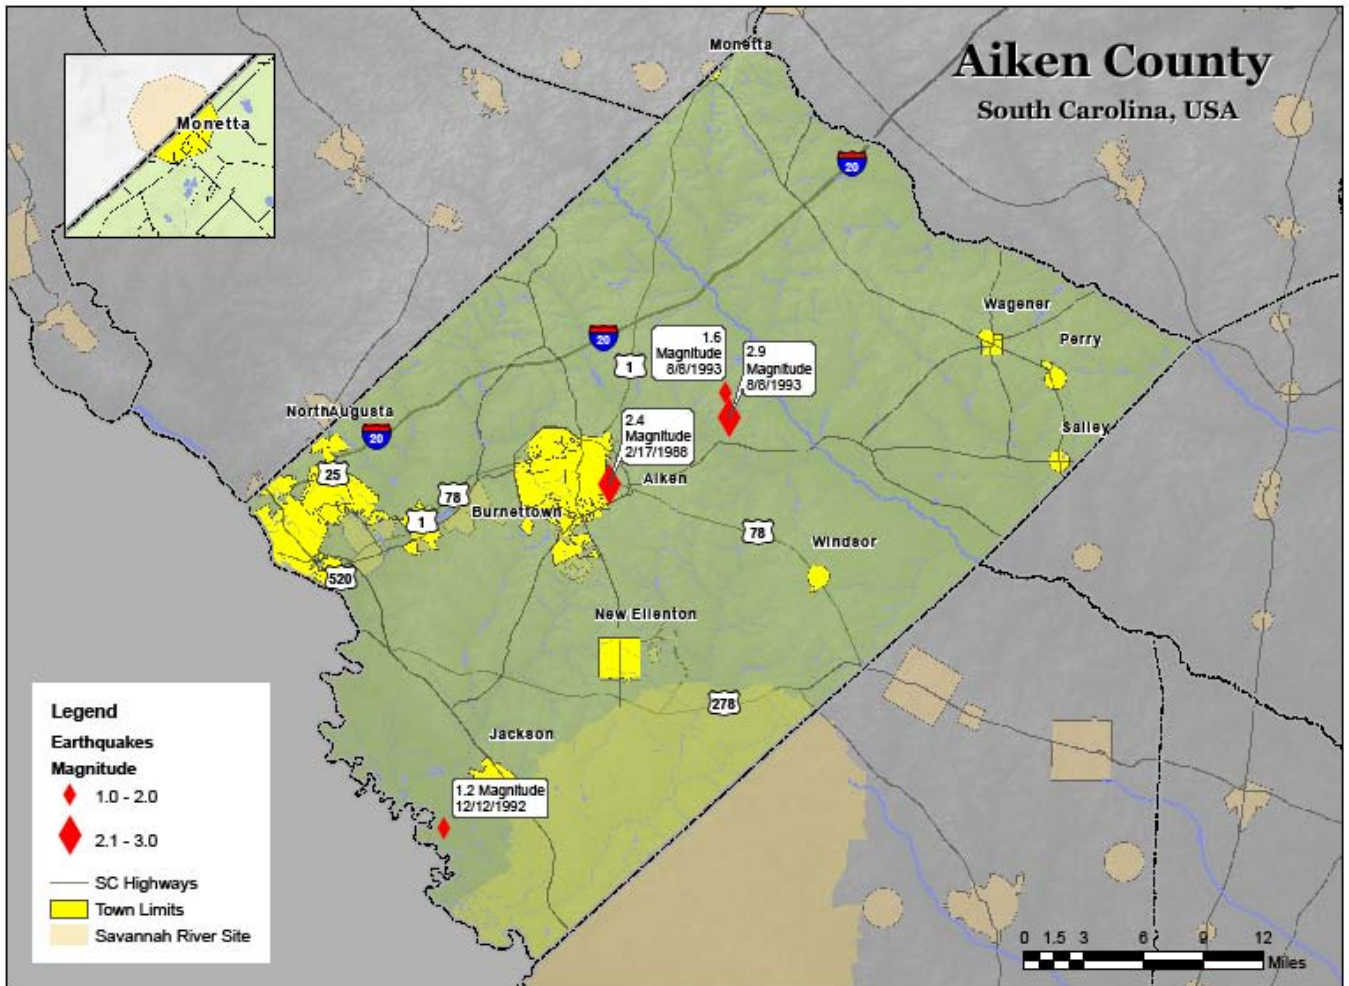 Aiken County
South Carolina, USA
Monetta
Monetta
20
Wagener
Perry
Salley
20
1
1.6
Magnitude
8/8/1993
2.9
Magnitude
8/8/1993
NorthAugusta
20
2.4
Magnitude
2/17/1988
Aiken
25
78
Burnettown
1
78
Windsor
520
New Ellenton
278
Jackson
1.2 Magnitude
12/12/1992
Legend
Earthquakes
Magnitude
1.0 - 2.0
2.1 - 3.0
SC Highways
Town Limits
Savannah River Site
0 1.5 3 6 9 12
Miles